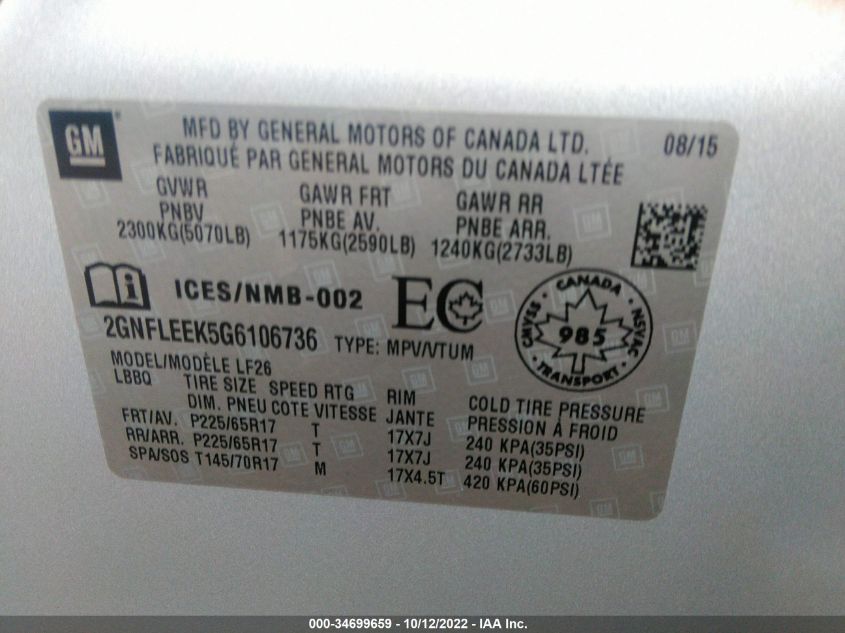 GM
MFD BY GENERAL MOTORS OF CANADA LTD. 08/15
FABRIQUÉ PAR GENERAL MOTORS DU CANADA LTÉE
GVWR GAWR FRT GAWR RR
PNBV PNBE AV. PNBE ARR.
2300KG(5070LB) 1175KG(2590LB) 1240KG(2733LB)
ICES/NMB-002 EC
CANADA
CMVSS 985 NSVAC
TRANSPORT
2GNFLEEK5G6106736 TYPE: MPV/VTUM
MODEL/MODÈLE LF26
LBBQ TIRE SIZE SPEED RTG RIM COLD TIRE PRESSURE
DIM. PNEU COTE VITESSE JANTE PRESSION À FROID
FRT/AV. P225/65R17 T 17X7J 240 KPA(35PSI)
RR/ARR. P225/65R17 T 17X7J 240 KPA(35PSI)
SPA/SOS T145/70R17 M 17X4.5T 420 KPA(60PSI)
000-34699659 - 10/12/2022 - IAA Inc.